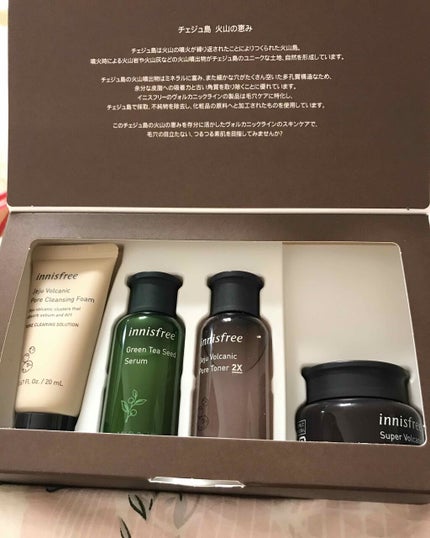 チェジュ島 火山の恵み
チェジュ島は火山の噴火が繰り返されたことによりつくられた火山島。
噴火時による火山岩や火山灰などの火山噴出物がチェジュ島のユニークな土地、自然を形成しています。
チェジュ島の火山噴出物はミネラルに富み、また細かな穴がたくさん空いた多孔質構造なため、
余分な皮脂への吸着力と古い角質を取り除くことに優れています。
イニスフリーのヴォルカニックラインの製品は毛穴ケアに特化し、
チェジュ島で採取、不純物を除去し、化粧品の原料へと加工されたものを使用しています。
このチェジュ島の火山の恵みを存分に活かしたヴォルカニックラインのスキンケアで、
毛穴の目立たない、つるつる素肌を目指してみませんか?
innisfree
Jeju Volcanic
Pore Cleansing Foam
volcanic clusters that
absorb sebum and
PORE CLEARING SOLUTION
Fl. Oz. / 20 mL
innisfree
Green Tea Seed
Serum
innisfree
Jeju Volcanic
Pore Toner 2X
innisfree
Super